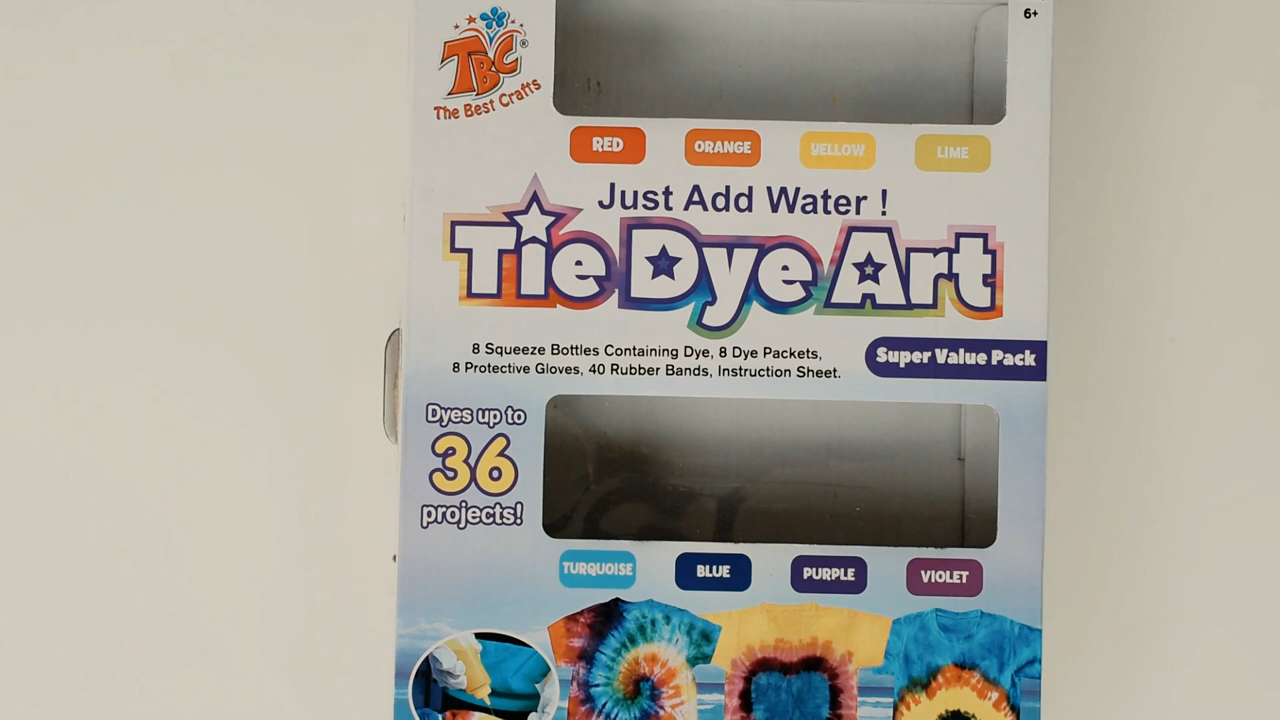 TBC®
The Best Crafts
6+
RED
ORANGE
YELLOW
LIME
Just Add Water !
Tie Dye Art
8 Squeeze Bottles Containing Dye, 8 Dye Packets,
8 Protective Gloves, 40 Rubber Bands, Instruction Sheet.
Super Value Pack
Dyes up to
36
projects!
TURQUOISE
BLUE
PURPLE
VIOLET